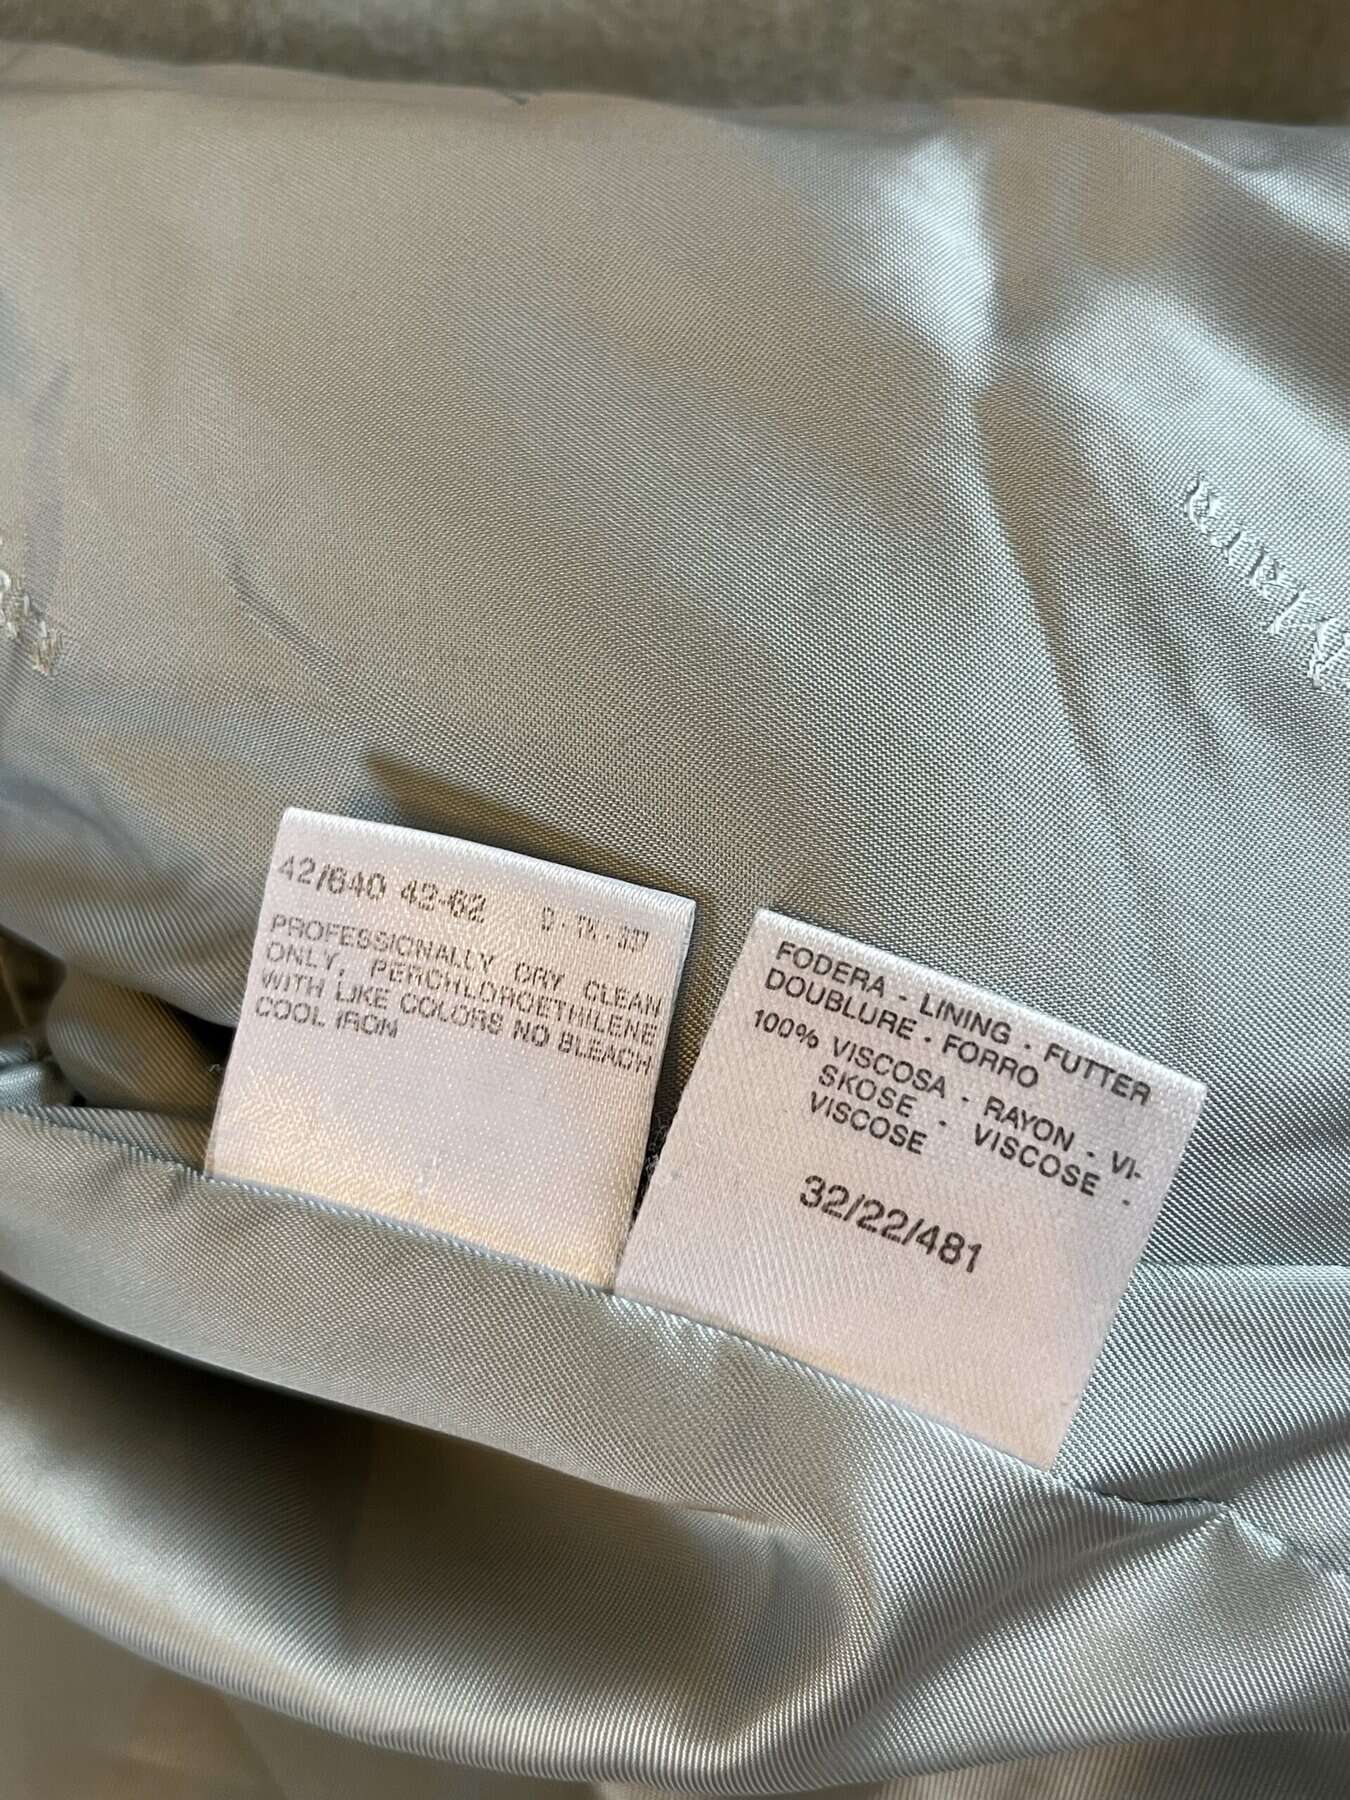 42/640 42-62
PROFESSIONALLY DRY CLEAN
ONLY, PERCHLOROETHILENE
WITH LIKE COLORS NO BLEACH
COOL IRON
FODERA - LINING - FUTTER
DOUBLURE - FORRO
100% VISCOSA - RAYON - VI-
SKOSE - VISCOSE -
VISCOSE
32/22/481